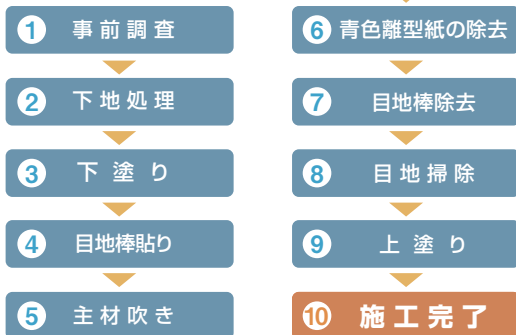 1 事前調査
2 下地処理
3 下塗り
4 目地棒貼り
5 主材吹き
6 青色離型紙の除去
7 目地棒除去
8 目地掃除
9 上塗り
10 施工完了